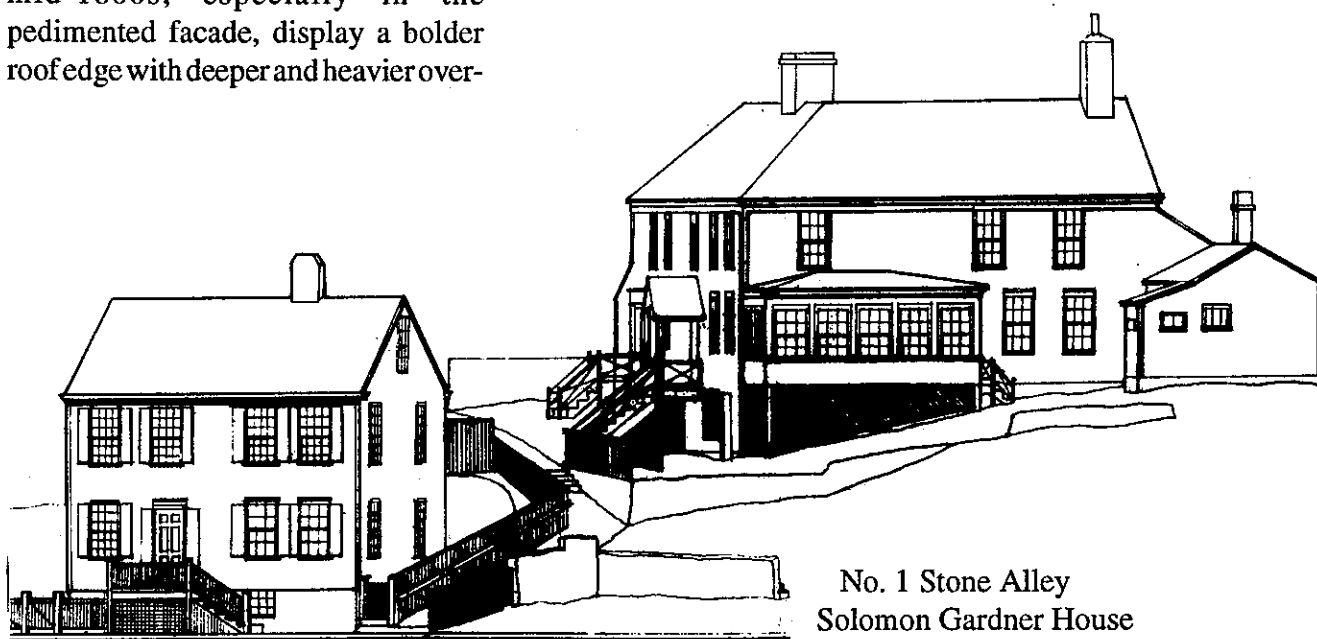 pedimented facade, display a bolder
roof edge with deeper and heavier over-
No. 1 Stone Alley
Solomon Gardner House